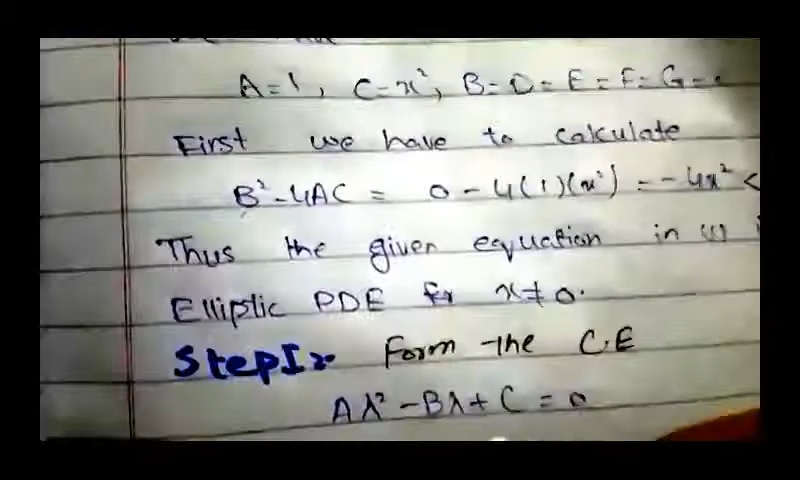 A=1, C=x², B=D=E=F=G=
First we have to calculate
B²-4AC = 0-4(1)(x²) = -4x² <
Thus the given equation in (1)
Elliptic PDE for x≠0.
StepI:- Form the C.E
Aλ²-Bλ+C=0